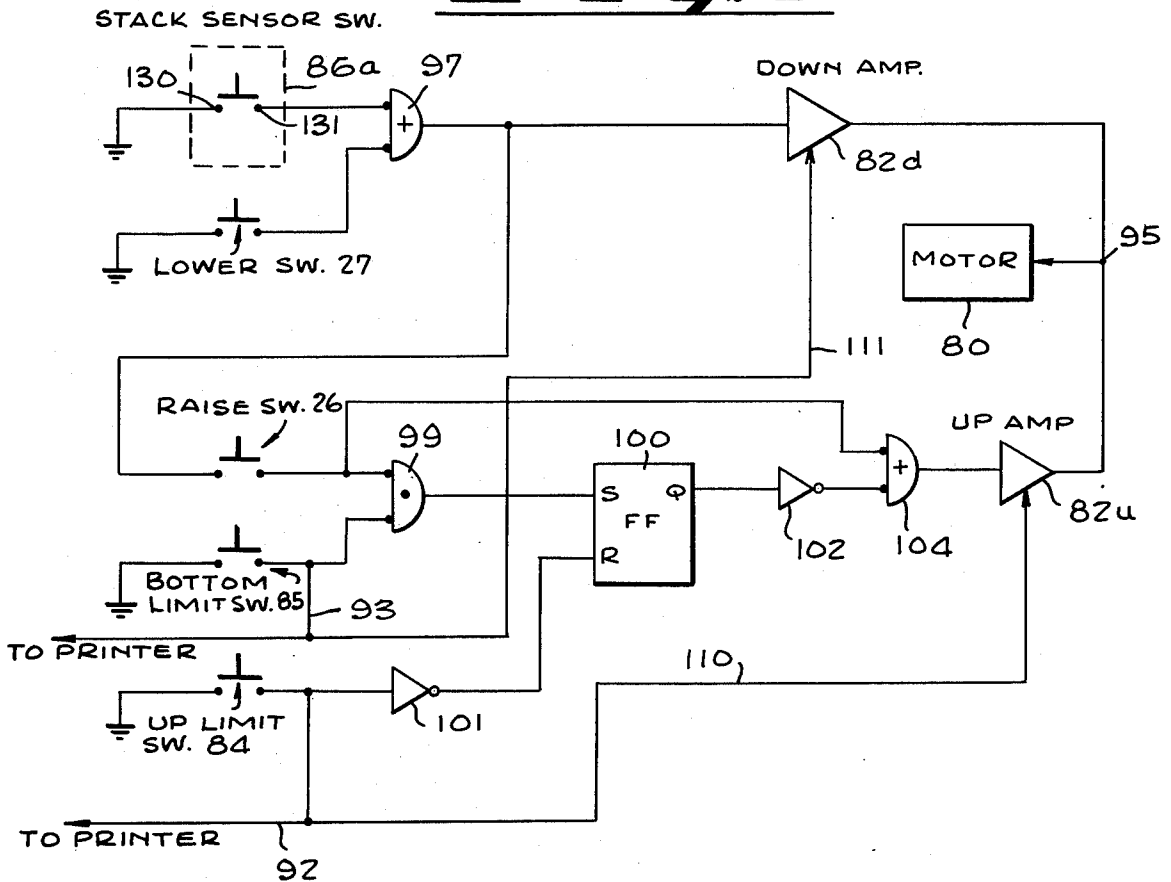 STACK SENSOR SW.
130
86a
131
97
DOWN AMP.
82d
LOWER SW. 27
95
MOTOR
80
111
RAISE SW. 26
99
UP AMP
100
S Q
FF
R
+
102
+
104
82u
BOTTOM
LIMIT SW. 85
93
TO PRINTER
110
101
UP LIMIT
SW. 84
TO PRINTER
92